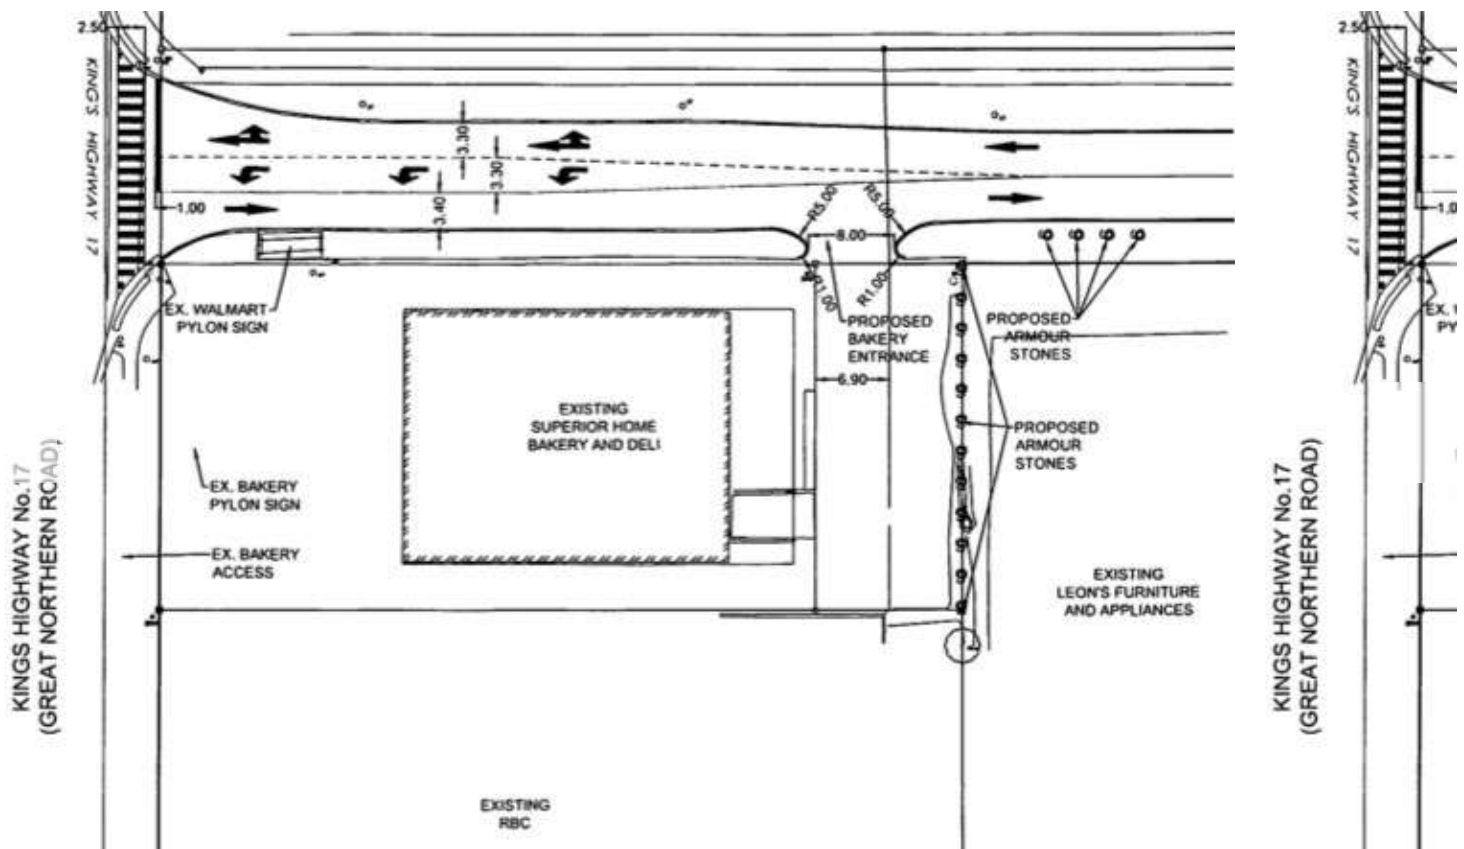 2.50
KING'S HIGHWAY 17
1.00
3.30
3.30
3.40
R5.00
R5.00
8.00
R1.00
R1.00
EX. WALMART
PYLON SIGN
PROPOSED
BAKERY
ENTRANCE
PROPOSED
ARMOUR
STONES
6.90
EXISTING
SUPERIOR HOME
BAKERY AND DELI
PROPOSED
ARMOUR
STONES
EX. BAKERY
PYLON SIGN
EX. BAKERY
ACCESS
EXISTING
LEON'S FURNITURE
AND APPLIANCES
KINGS HIGHWAY No.17
(GREAT NORTHERN ROAD)
EXISTING
RBC
2.50
KING'S HIGHWAY 17
1.0
EX.
PY
KINGS HIGHWAY No.17
(GREAT NORTHERN ROAD)